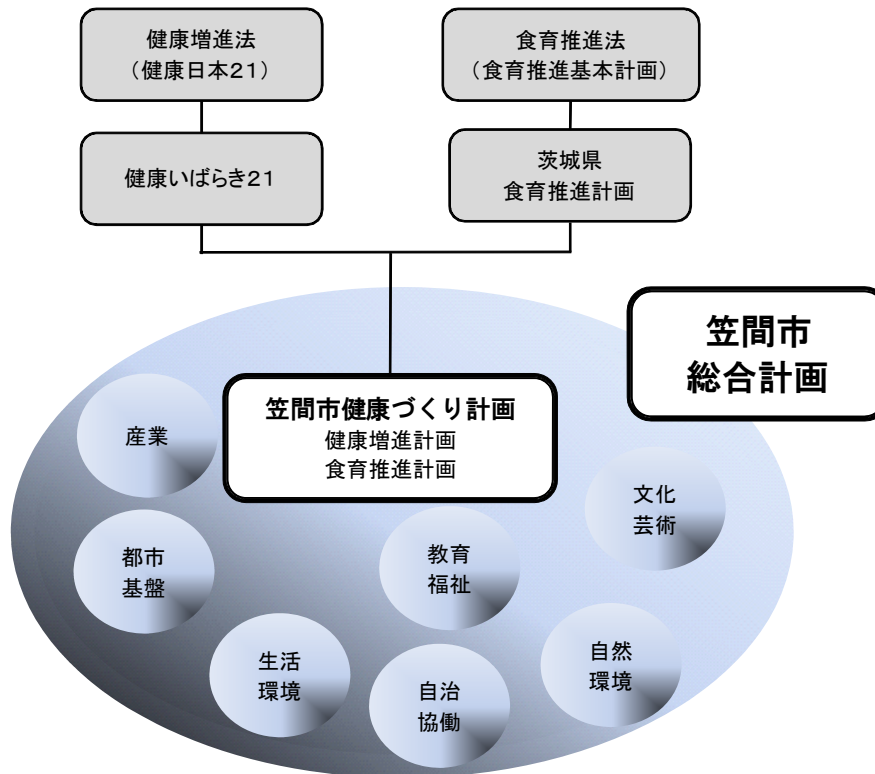 健康増進法
（健康日本２１）
食育推進法
（食育推進基本計画）
健康いばらき２１
茨城県
食育推進計画
笠間市
総合計画
笠間市健康づくり計画
健康増進計画
食育推進計画
産業
文化
芸術
都市
基盤
教育
福祉
生活
環境
自治
協働
自然
環境